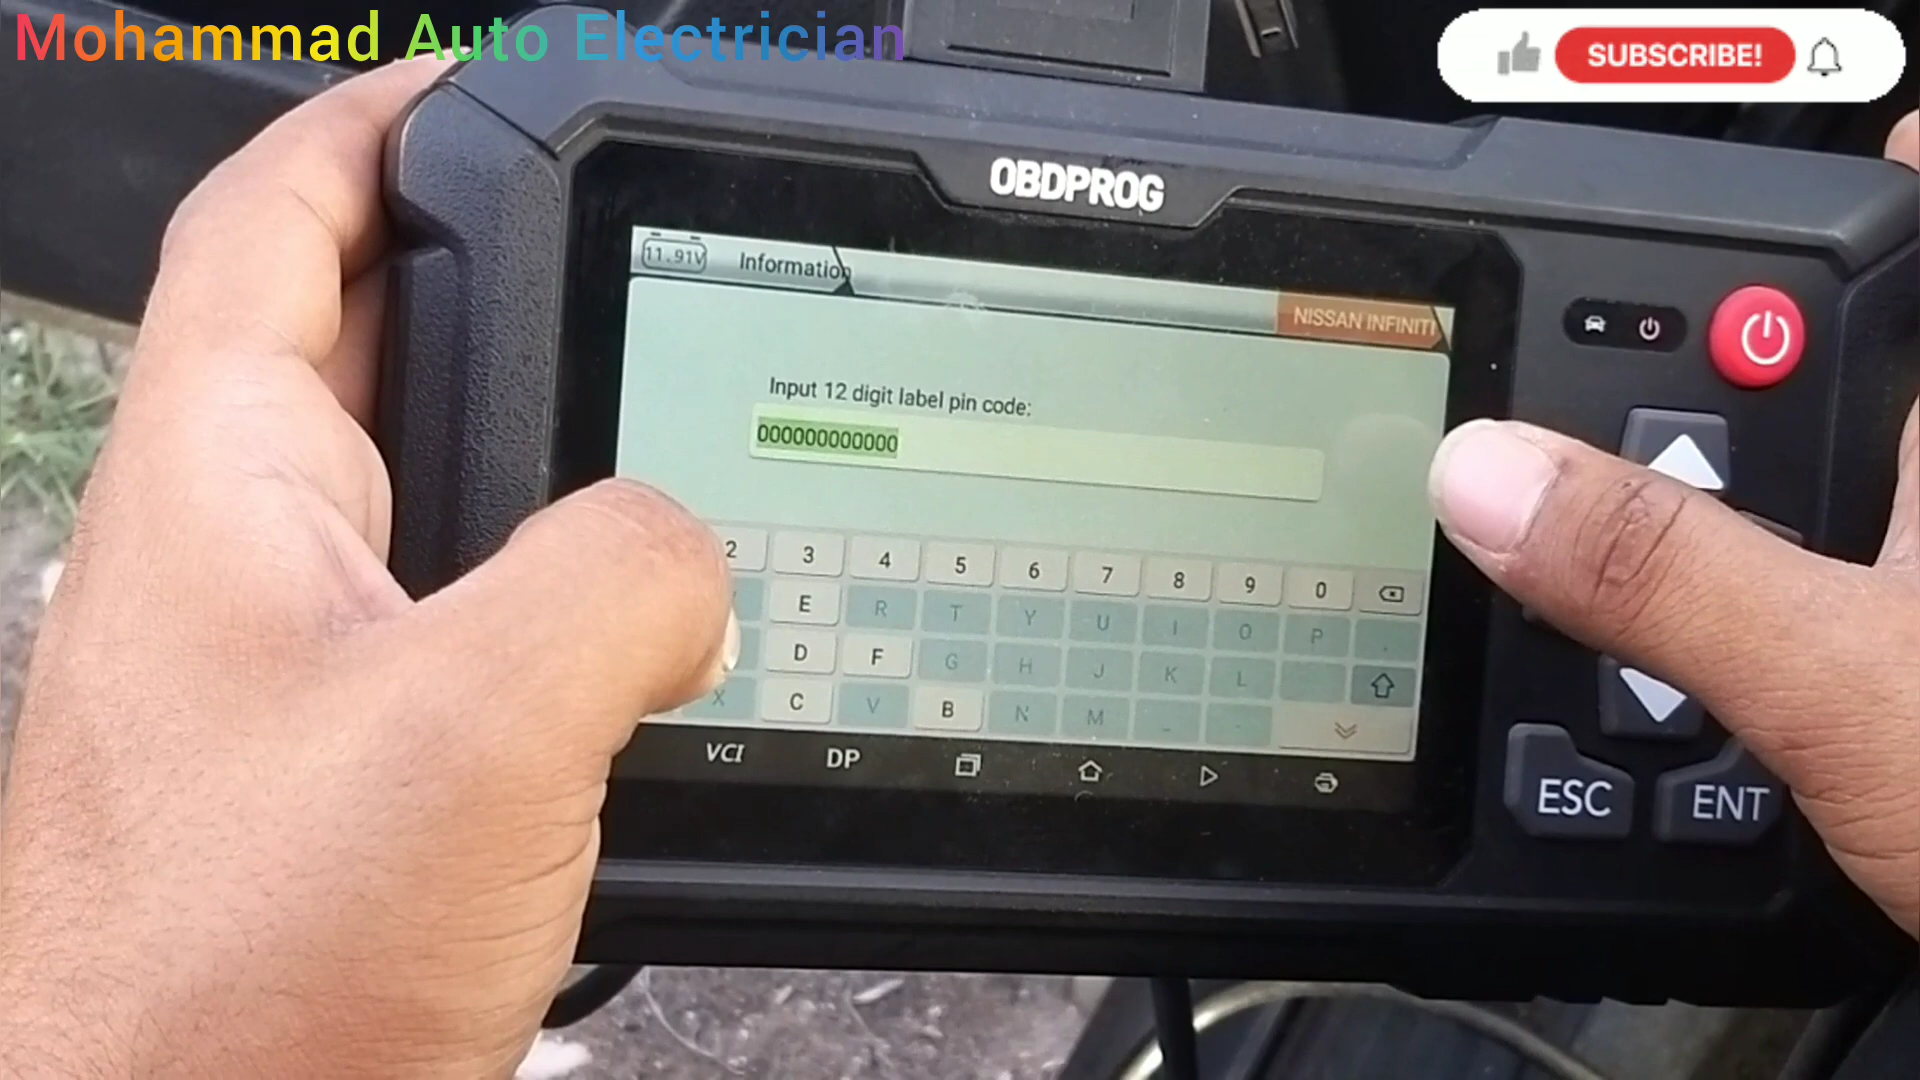 Mohammad Auto Electrician
SUBSCRIBE!
OBDPROG
11.91V Information
NISSAN INFINITI
Input 12 digit label pin code:
000000000000
2 3 4 5 6 7 8 9 0
E R T Y U I O P .
D F G H J K L
X C V B N M _ -
VCI DP
ESC ENT